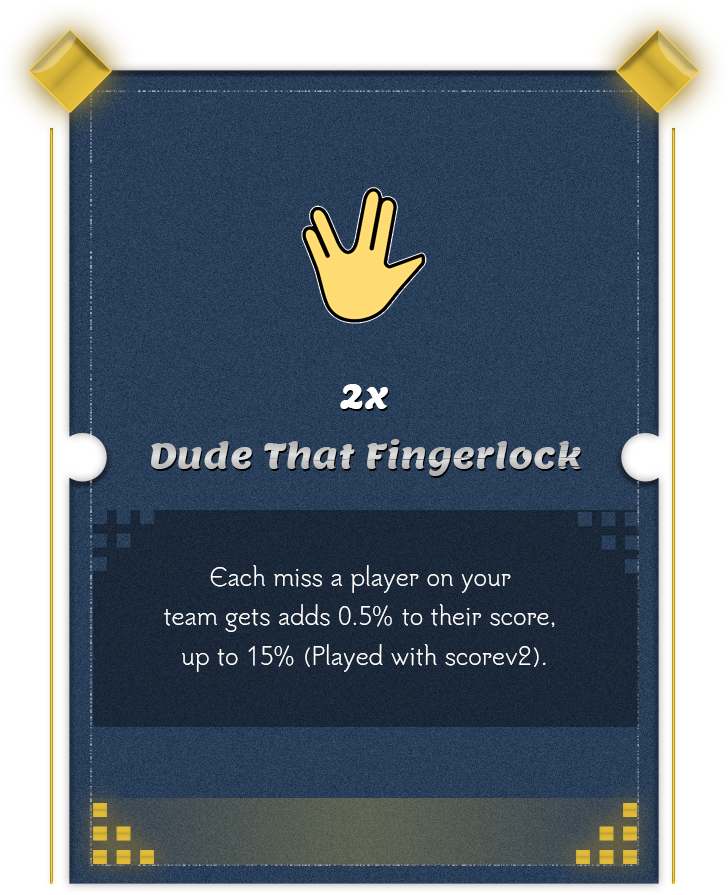 2x
Dude That Fingerlock
Each miss a player on your
team gets adds 0.5% to their score,
up to 15% (Played with scorev2).